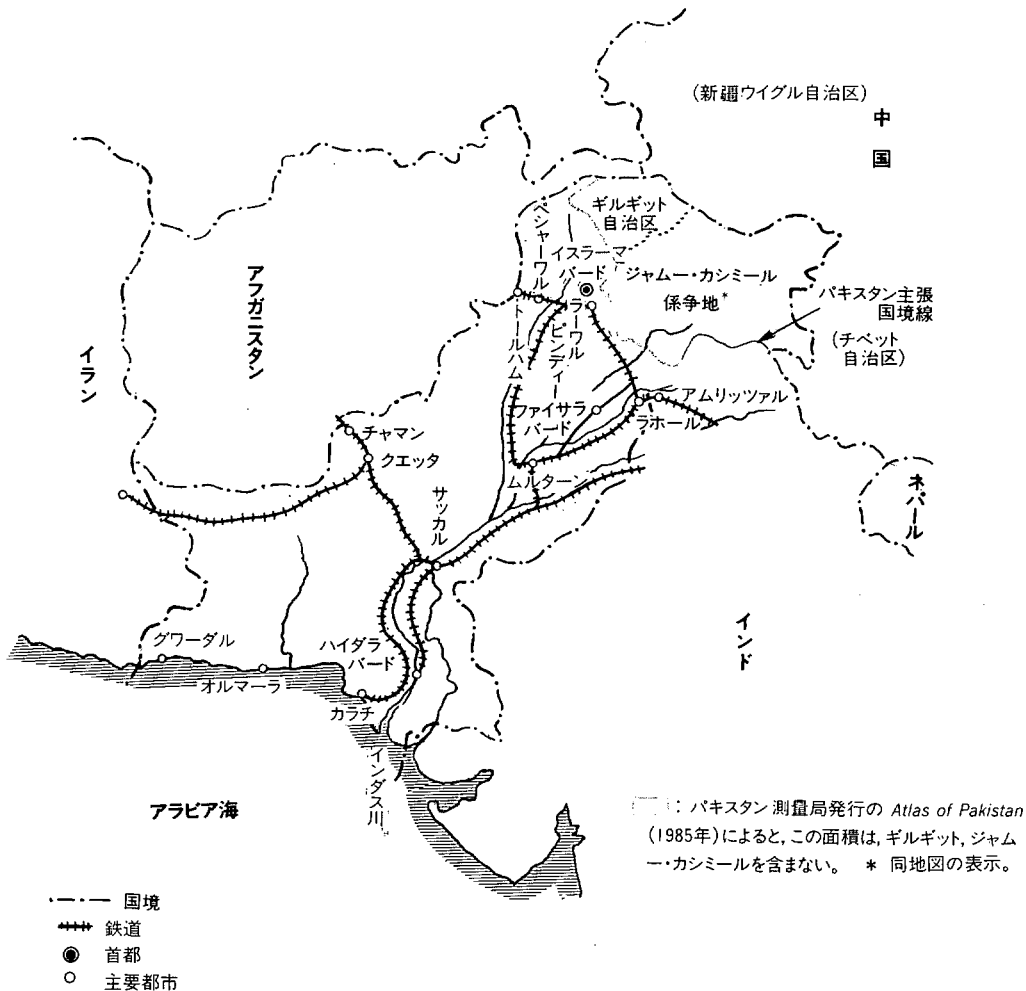 (新疆ウイグル自治区)
中国
ギルギット
自治区
ペシャーワル
イスラーマ
バード
ジャムー・カシミール
係争地*
パキスタン主張
国境線
(チベット
自治区)
アフガニスタン
イラン
トールハム
ラーワルピンディー
アムリッツァル
ファイサラ
バード
ラホール
チャマン
クエッタ
ムルターン
サッカル
ネパール
インド
グワーダル
ハイダラ
バード
オルマーラ
カラチ
インダス川
アラビア海
: パキスタン測量局発行の Atlas of Pakistan
(1985年)によると,この面積は,ギルギット,ジャム
ー・カシミールを含まない。 * 同地図の表示。
国境
鉄道
首都
主要都市